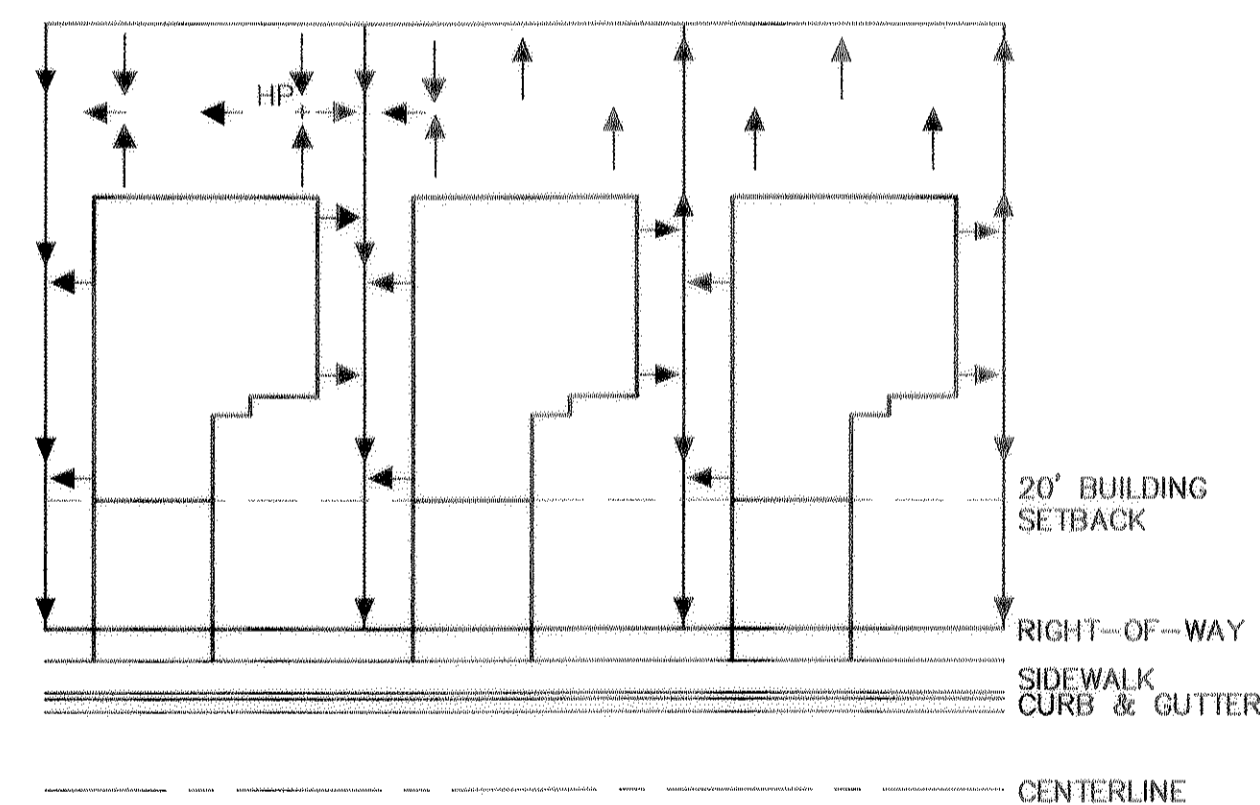 HP
20' BUILDING
SETBACK
RIGHT-OF-WAY
SIDEWALK
CURB & GUTTER
CENTERLINE